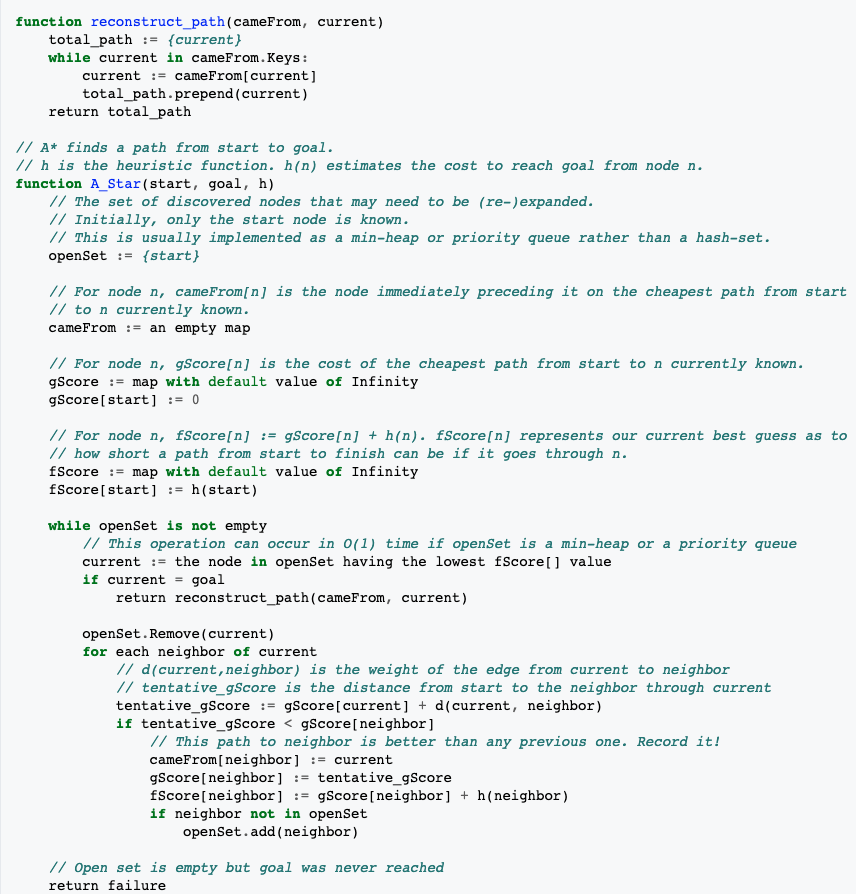 function reconstruct_path(cameFrom, current)
    total_path := {current}
    while current in cameFrom.Keys:
        current := cameFrom[current]
        total_path.prepend(current)
    return total_path

// A* finds a path from start to goal.
// h is the heuristic function. h(n) estimates the cost to reach goal from node n.
function A_Star(start, goal, h)
    // The set of discovered nodes that may need to be (re-)expanded.
    // Initially, only the start node is known.
    // This is usually implemented as a min-heap or priority queue rather than a hash-set.
    openSet := {start}

    // For node n, cameFrom[n] is the node immediately preceding it on the cheapest path from start
    // to n currently known.
    cameFrom := an empty map

    // For node n, gScore[n] is the cost of the cheapest path from start to n currently known.
    gScore := map with default value of Infinity
    gScore[start] := 0

    // For node n, fScore[n] := gScore[n] + h(n). fScore[n] represents our current best guess as to
    // how short a path from start to finish can be if it goes through n.
    fScore := map with default value of Infinity
    fScore[start] := h(start)

    while openSet is not empty
        // This operation can occur in O(1) time if openSet is a min-heap or a priority queue
        current := the node in openSet having the lowest fScore[] value
        if current = goal
            return reconstruct_path(cameFrom, current)

        openSet.Remove(current)
        for each neighbor of current
            // d(current,neighbor) is the weight of the edge from current to neighbor
            // tentative_gScore is the distance from start to the neighbor through current
            tentative_gScore := gScore[current] + d(current, neighbor)
            if tentative_gScore < gScore[neighbor]
                // This path to neighbor is better than any previous one. Record it!
                cameFrom[neighbor] := current
                gScore[neighbor] := tentative_gScore
                fScore[neighbor] := gScore[neighbor] + h(neighbor)
                if neighbor not in openSet
                    openSet.add(neighbor)

    // Open set is empty but goal was never reached
    return failure